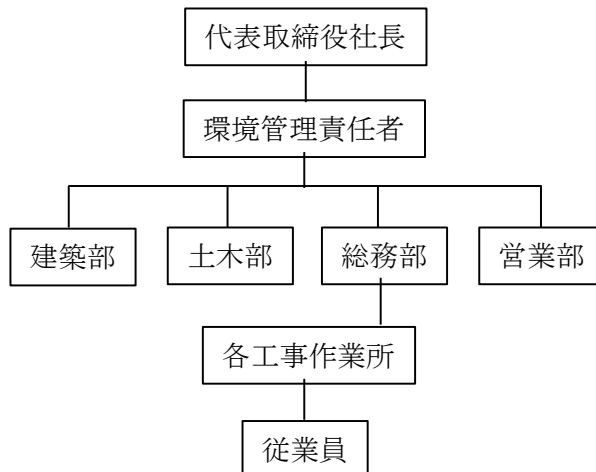 代表取締役社長
環境管理責任者
建築部
土木部
総務部
営業部
各工事作業所
従業員